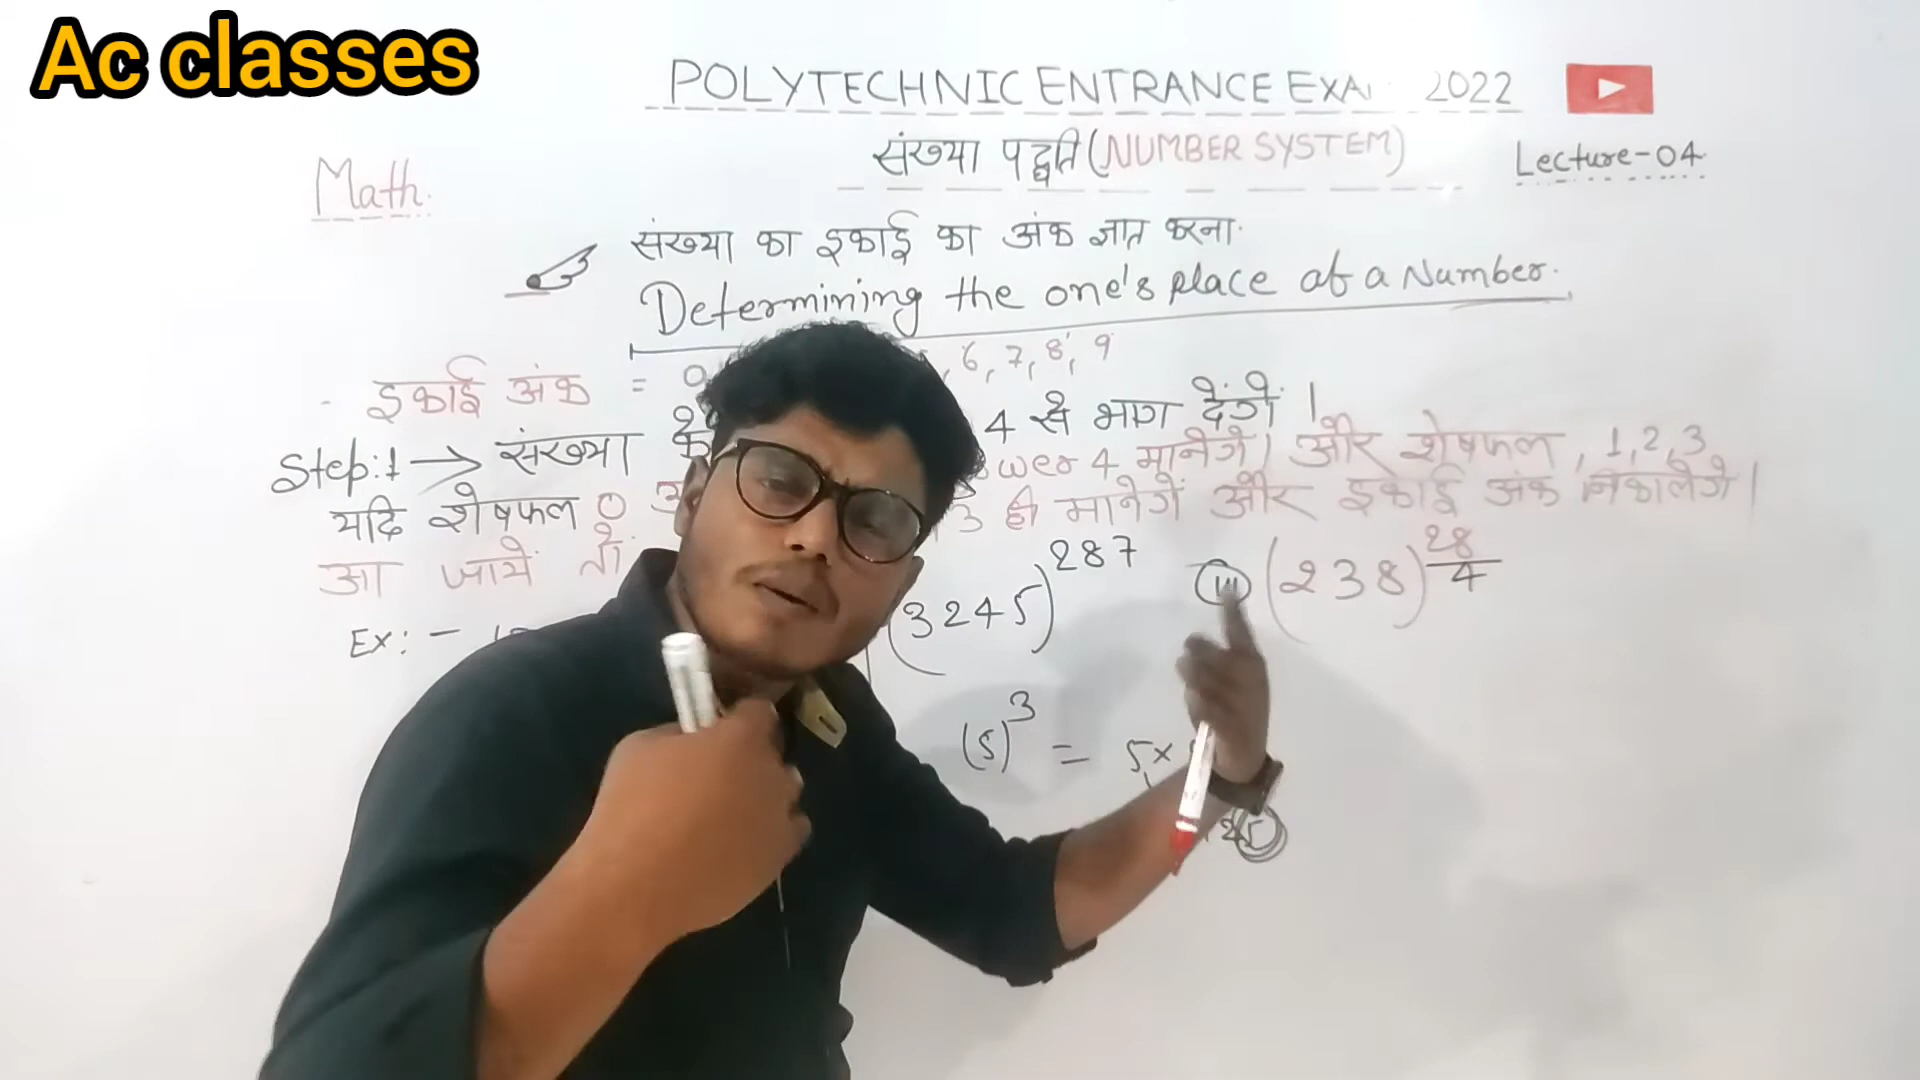 Ac classes
POLYTECHNIC ENTRANCE EXA 2022
संख्या पद्धति (NUMBER SYSTEM)
Lecture-04
Math.
संख्या का इकाई का अंक ज्ञात करना.
Determining the one's place of a Number.
इकाई अंक = 0 6, 7, 8, 9
Step:1 → संख्या के 4 से भाग देंगे।
यदि शेषफल 0 ower 4 मानेगे। और शेषफल, 1, 2, 3
आ जाये तो 3 ही मानेगें और इकाई अंक निकालेगे।
Ex: -
(3245)^287
(iii) (238)^28/4
(5)^3 = 5×
25